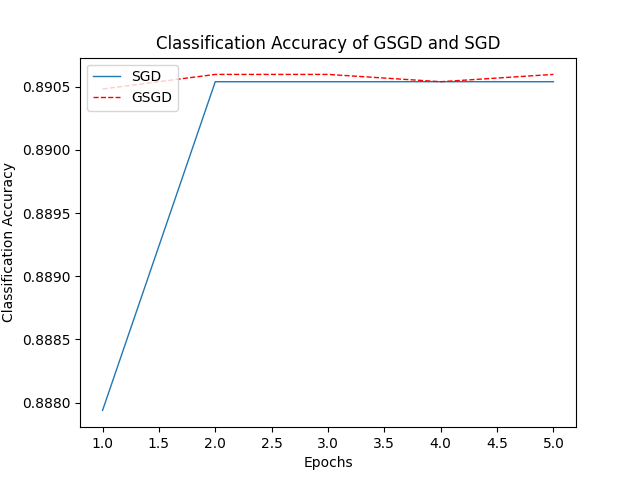 Classification Accuracy of GSGD and SGD
SGD
GSGD
0.8905
0.8900
0.8895
0.8890
0.8885
0.8880
Classification Accuracy
1.0 1.5 2.0 2.5 3.0 3.5 4.0 4.5 5.0
Epochs